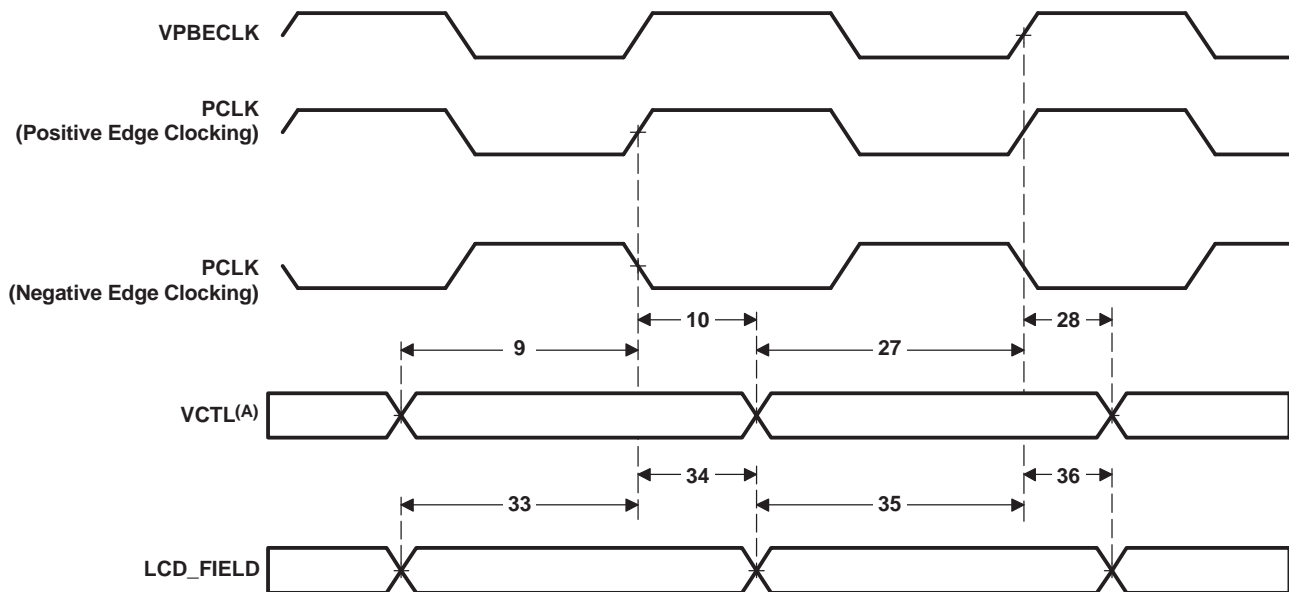 VPBECLK
PCLK
(Positive Edge Clocking)
PCLK
(Negative Edge Clocking)
10
28
9
27
VCTL(A)
34
36
33
35
LCD_FIELD